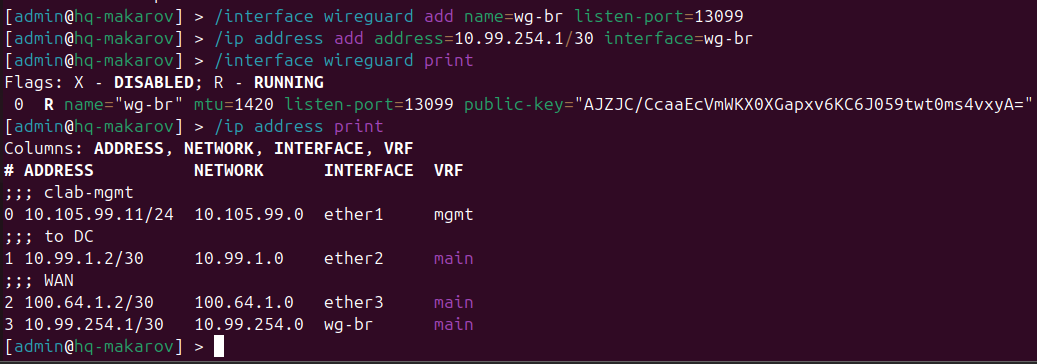 [admin@hq-makarov] > /interface wireguard add name=wg-br listen-port=13099
[admin@hq-makarov] > /ip address add address=10.99.254.1/30 interface=wg-br
[admin@hq-makarov] > /interface wireguard print
Flags: X - DISABLED; R - RUNNING
 0  R name="wg-br" mtu=1420 listen-port=13099 public-key="AJZJC/CcaaEcVmWKX0XGapxv6KC6J059twt0ms4vxyA="
[admin@hq-makarov] > /ip address print
Columns: ADDRESS, NETWORK, INTERFACE, VRF
# ADDRESS          NETWORK      INTERFACE  VRF
;;; clab-mgmt
0 10.105.99.11/24  10.105.99.0  ether1     mgmt
;;; to DC
1 10.99.1.2/30     10.99.1.0    ether2     main
;;; WAN
2 100.64.1.2/30    100.64.1.0   ether3     main
3 10.99.254.1/30   10.99.254.0  wg-br      main
[admin@hq-makarov] >